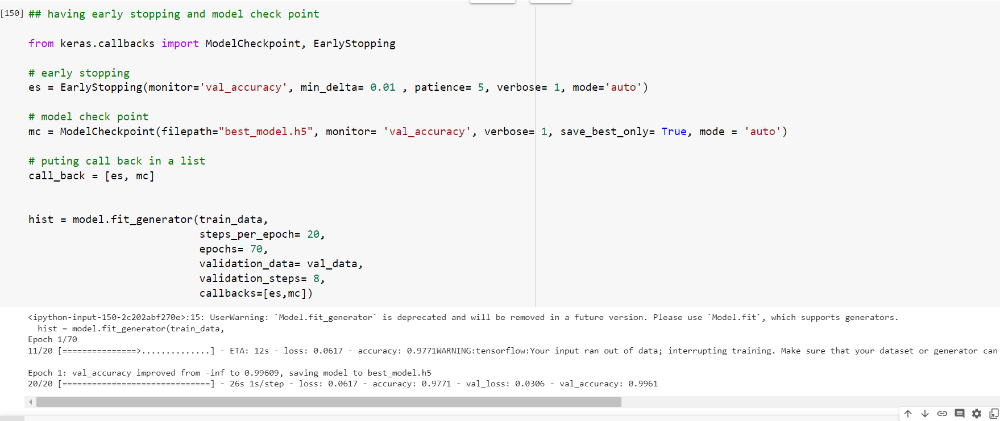 [150] ## having early stopping and model check point
from keras.callbacks import ModelCheckpoint, EarlyStopping
# early stopping
es = EarlyStopping(monitor='val_accuracy', min_delta= 0.01 , patience= 5, verbose= 1, mode='auto')
# model check point
mc = ModelCheckpoint(filepath="best_model.h5", monitor= 'val_accuracy', verbose= 1, save_best_only= True, mode = 'auto')
# puting call back in a list
call_back = [es, mc]
hist = model.fit_generator(train_data,
steps_per_epoch= 20,
epochs= 70,
validation_data= val_data,
validation_steps= 8,
callbacks=[es,mc])
<ipython-input-150-2c202abf270e>:15: UserWarning: `Model.fit_generator` is deprecated and will be removed in a future version. Please use `Model.fit`, which supports generators.
hist = model.fit_generator(train_data,
Epoch 1/70
11/20 [===============>..............] - ETA: 12s - loss: 0.0617 - accuracy: 0.9771WARNING:tensorflow:Your input ran out of data; interrupting training. Make sure that your dataset or generator can
Epoch 1: val_accuracy improved from -inf to 0.99609, saving model to best_model.h5
20/20 [==============================] - 26s 1s/step - loss: 0.0617 - accuracy: 0.9771 - val_loss: 0.0306 - val_accuracy: 0.9961